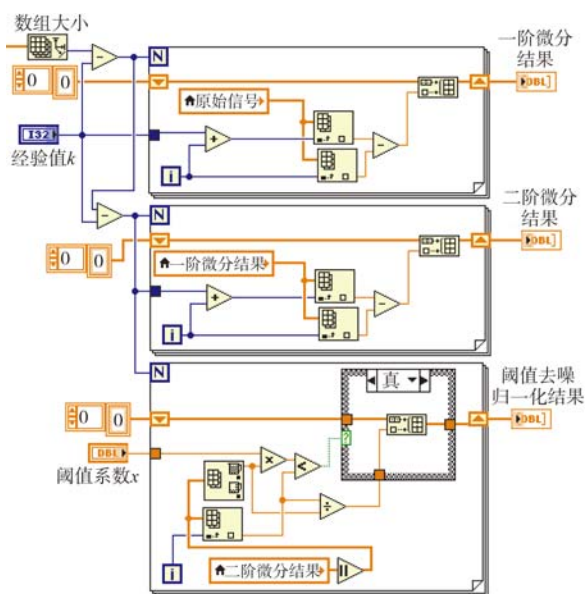 数组大小
N
一阶微分
结果
0 0
原始信号
DBL
I32
经验值k
i
N
二阶微分
结果
0 0
一阶微分结果
DBL
i
N
真
阈值去噪
归一化结果
0 0
DBL
?
DBL
阈值系数x
i
二阶微分结果